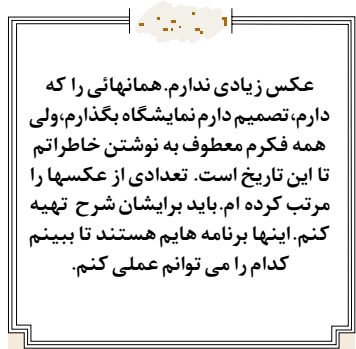 عکس زیادی ندارم.همانهائی را که
دارم،تصمیم دارم نمایشگاه بگذارم،ولی
همه فکرم معطوف به نوشتن خاطراتم
تا این تاریخ است. تعدادی از عکسها را
مرتب کرده ام.باید برایشان شرح تهیه
کنم.اینها برنامه هایم هستند تا ببینم
کدام را می توانم عملی کنم.